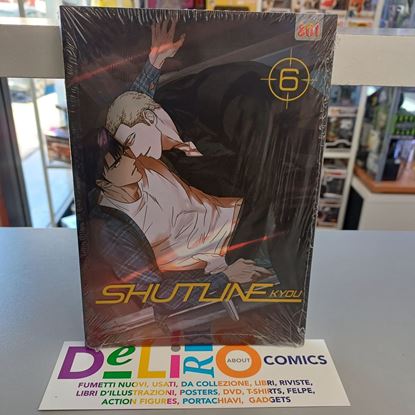 801
6
SHUTLINE
KYOU
DeLiRiO ABOUT COMICS
FUMETTI NUOVI, USATI, DA COLLEZIONE, LIBRI, RIVISTE,
LIBRI D'ILLUSTRAZIONI, POSTERS, DVD, T-SHIRTS, FELPE,
ACTION FIGURES, PORTACHIAVI, GADGETS